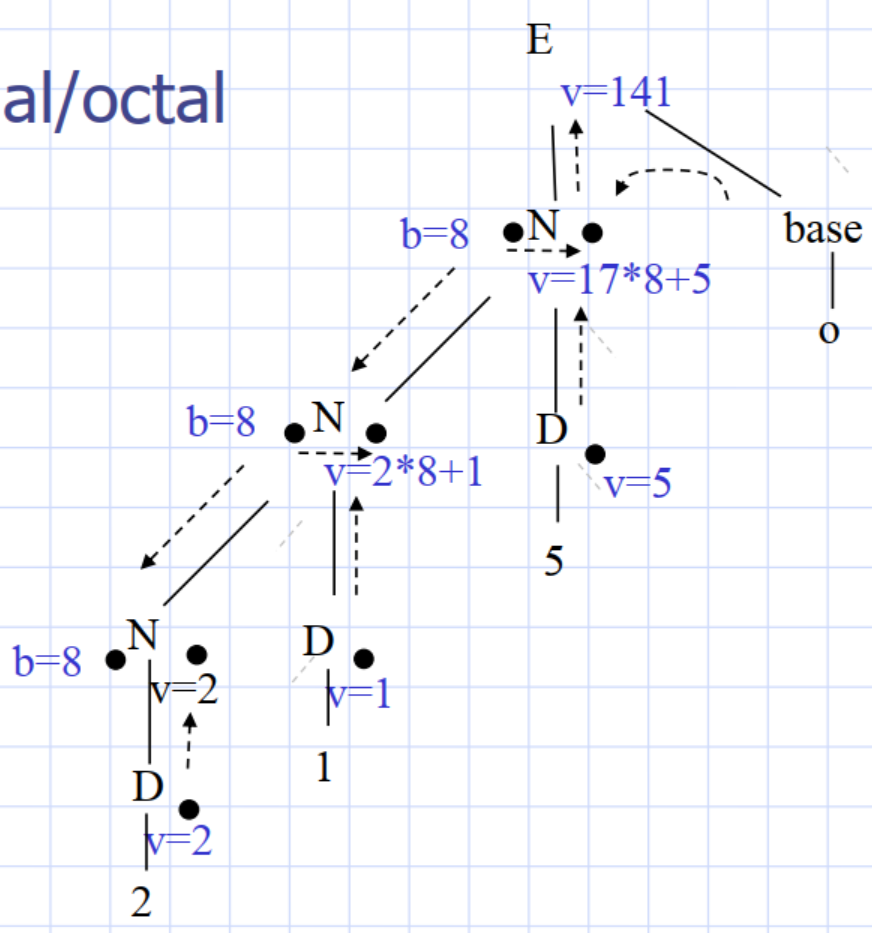 E
al/octal
v=141
b=8
N
base
v=17*8+5
o
b=8
N
D
v=2*8+1
v=5
5
N
D
b=8
v=2
v=1
1
D
v=2
2